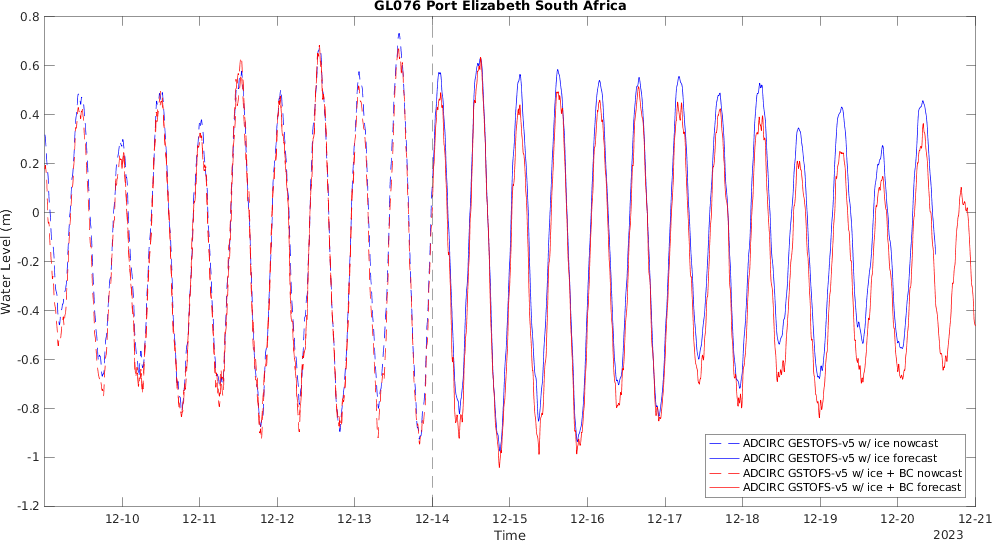 GL076 Port Elizabeth South Africa
0.8
0.6
0.4
0.2
0
-0.2
-0.4
-0.6
-0.8
-1
-1.2
Water Level (m)
ADCIRC GESTOFS-v5 w/ ice nowcast
ADCIRC GESTOFS-v5 w/ ice forecast
ADCIRC GSTOFS-v5 w/ ice + BC nowcast
ADCIRC GSTOFS-v5 w/ ice + BC forecast
12-10 12-11 12-12 12-13 12-14 12-15 12-16 12-17 12-18 12-19 12-20 12-21
Time
2023